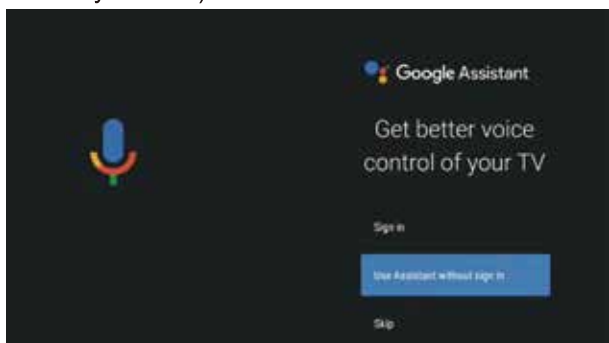 Google Assistant
Get better voice
control of your TV
Sign in
Use Assistant without sign in
Skip